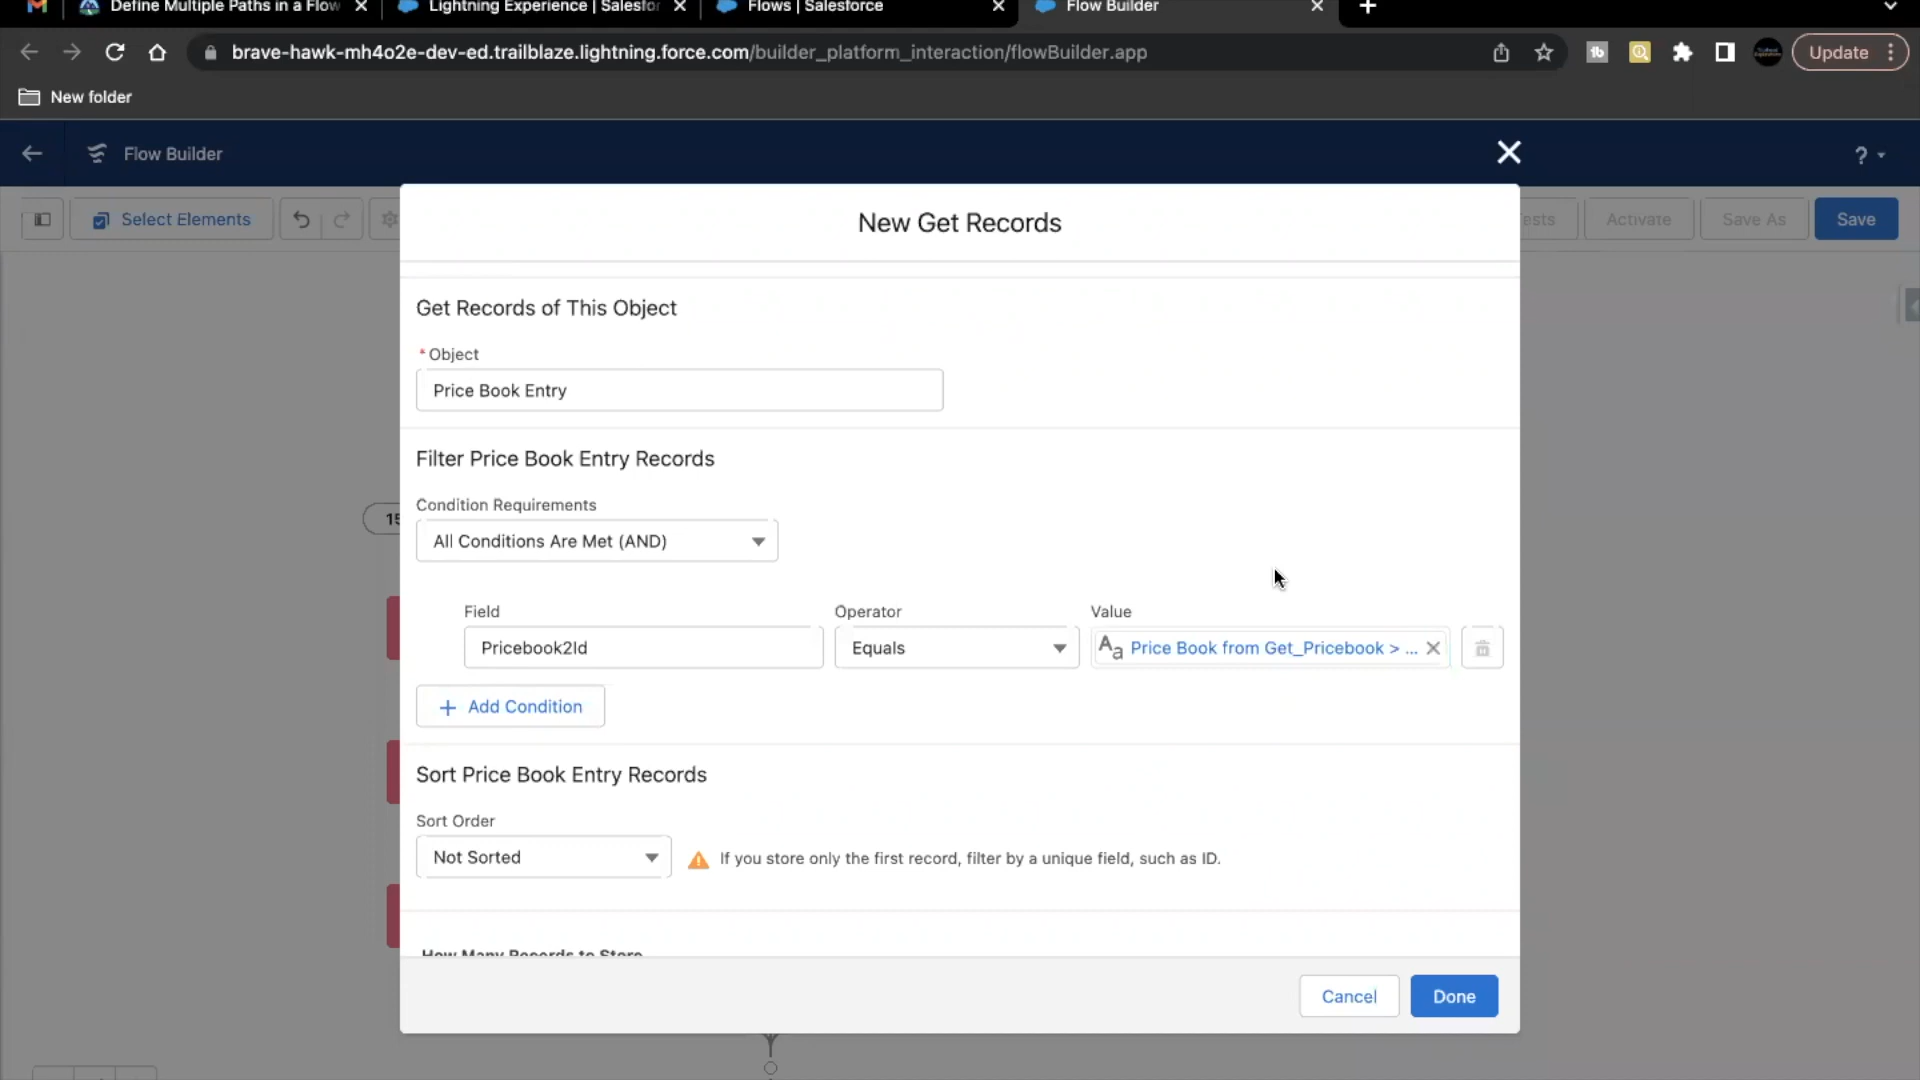 Define Multiple Paths in a Flow
Lightning Experience | Salesfor
Flows | Salesforce
Flow Builder
brave-hawk-mh4o2e-dev-ed.trailblaze.lightning.force.com/builder_platform_interaction/flowBuilder.app
Update
New folder
Flow Builder
?
Select Elements
ests
Activate
Save As
Save
New Get Records
Get Records of This Object
* Object
Price Book Entry
Filter Price Book Entry Records
Condition Requirements
All Conditions Are Met (AND)
15
Field
Operator
Value
Pricebook2Id
Equals
Aa Price Book from Get_Pricebook > ...
+ Add Condition
Sort Price Book Entry Records
Sort Order
Not Sorted
If you store only the first record, filter by a unique field, such as ID.
How Many Records to Store
Cancel
Done